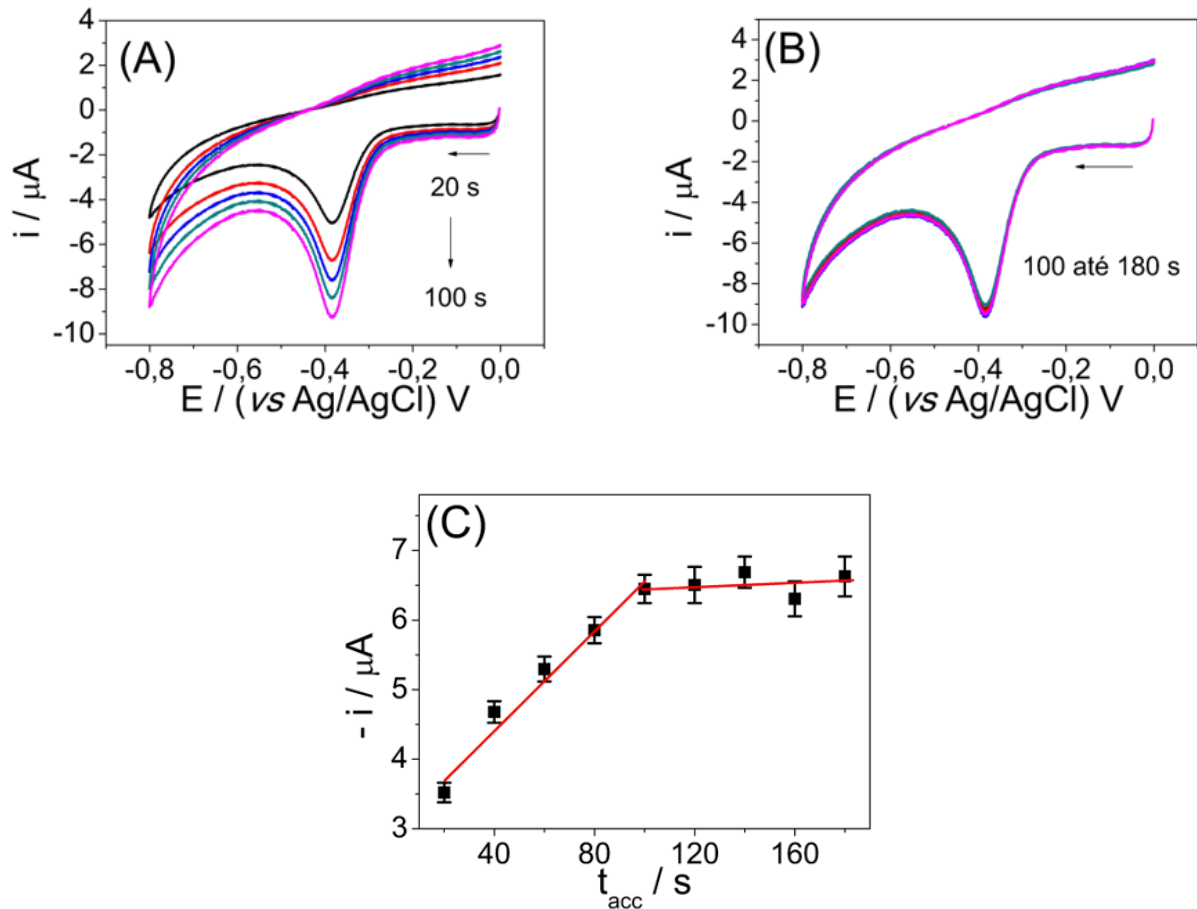 (A)
4
2
0
-2
-4
-6
-8
-10
i / μA
20 s
100 s
-0,8 -0,6 -0,4 -0,2 0,0
E / (vs Ag/AgCl) V
(B)
4
2
0
-2
-4
-6
-8
-10
i / μA
100 até 180 s
-0,8 -0,6 -0,4 -0,2 0,0
E / (vs Ag/AgCl) V
(C)
7
6
5
4
3
- i / μA
40 80 120 160
t_acc / s